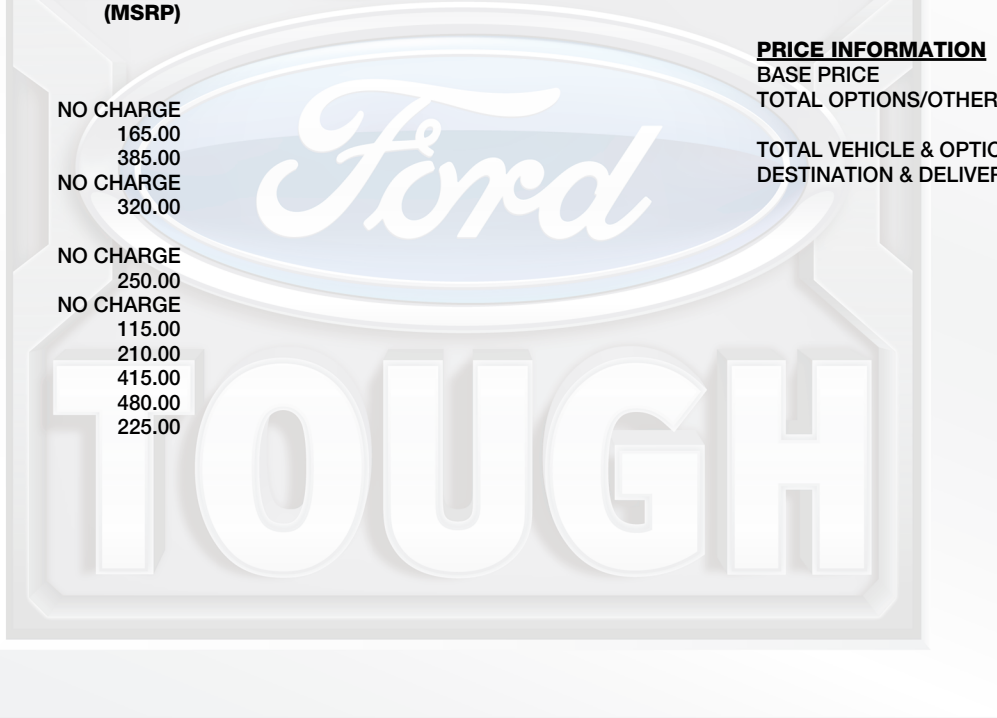 (MSRP)
NO CHARGE
165.00
385.00
NO CHARGE
320.00
NO CHARGE
250.00
NO CHARGE
115.00
210.00
415.00
480.00
225.00
PRICE INFORMATION
BASE PRICE
TOTAL OPTIONS/OTHER
TOTAL VEHICLE & OPTIO
DESTINATION & DELIVER
Ford
TOUGH